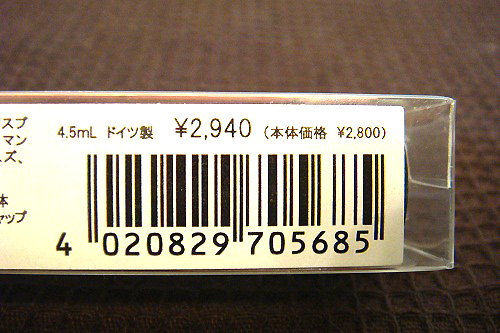 スプ
マン
ズ、
体
ャップ
4.5mL ドイツ製 ¥2,940 (本体価格 ¥2,800)
4 020829 705685